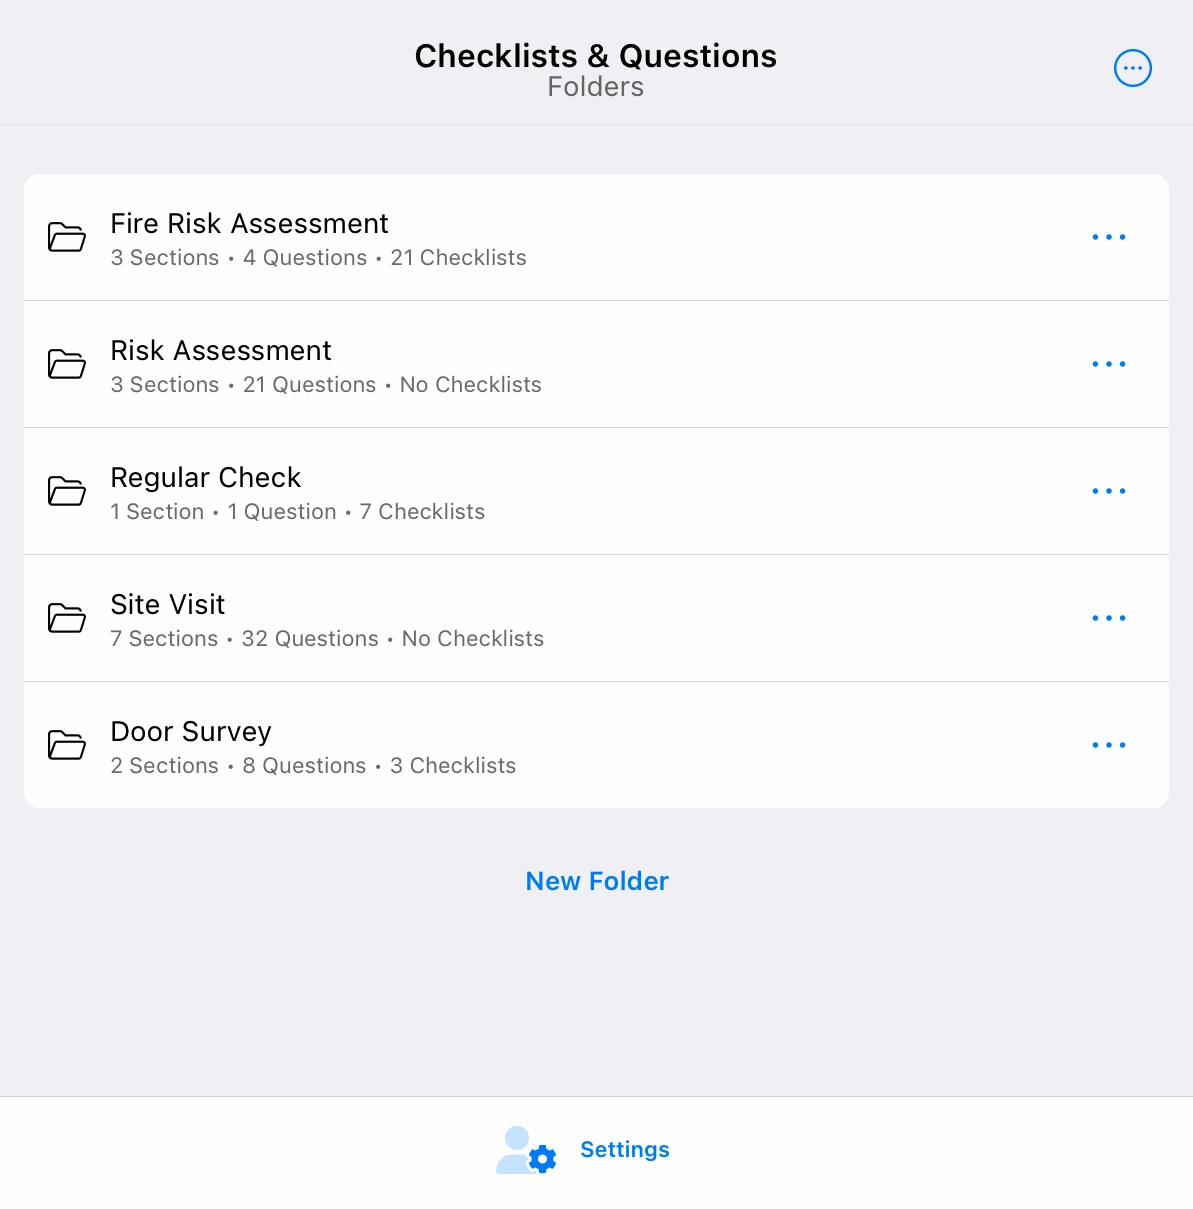 Checklists & Questions
Folders
Fire Risk Assessment
3 Sections • 4 Questions • 21 Checklists
Risk Assessment
3 Sections • 21 Questions • No Checklists
Regular Check
1 Section • 1 Question • 7 Checklists
Site Visit
7 Sections • 32 Questions • No Checklists
Door Survey
2 Sections • 8 Questions • 3 Checklists
New Folder
Settings